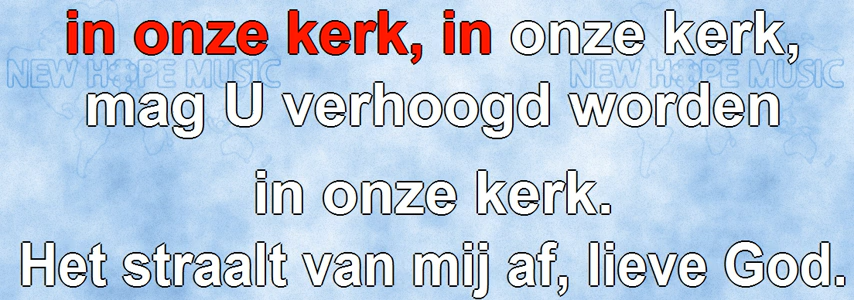 in onze kerk, in onze kerk,
NEW HOPE MUSIC NEW HOPE MUSIC
mag U verhoogd worden
in onze kerk.
Het straalt van mij af, lieve God.